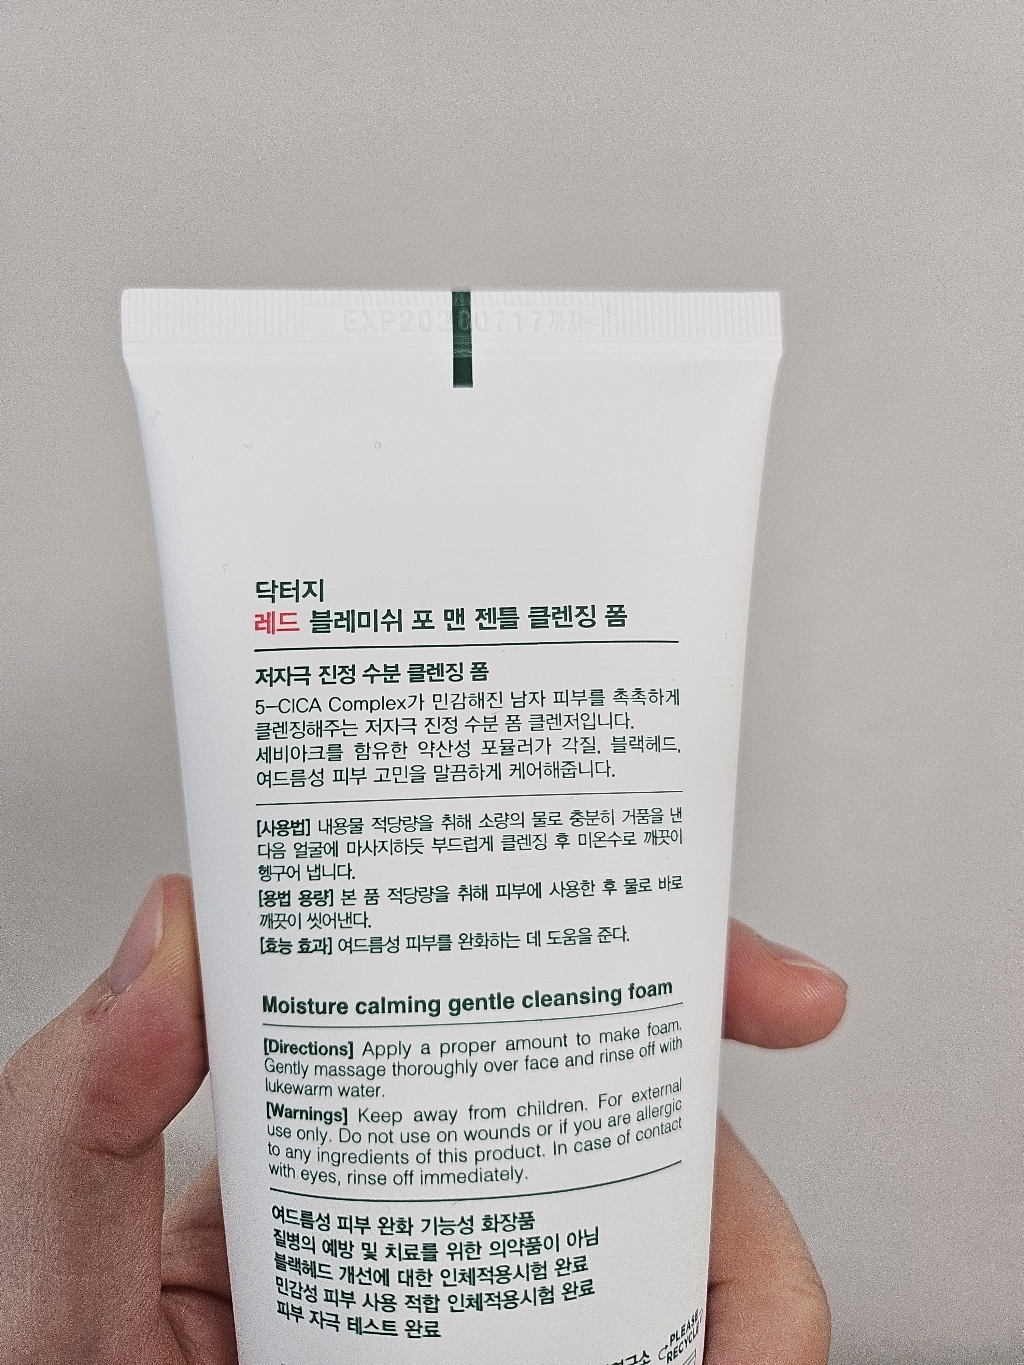 EXP20280717까지
닥터지
레드 블레미쉬 포 맨 젠틀 클렌징 폼
저자극 진정 수분 클렌징 폼
5-CICA Complex가 민감해진 남자 피부를 촉촉하게
클렌징해주는 저자극 진정 수분 폼 클렌저입니다.
세비아크를 함유한 약산성 포뮬러가 각질, 블랙헤드,
여드름성 피부 고민을 말끔하게 케어해줍니다.
[사용법] 내용물 적당량을 취해 소량의 물로 충분히 거품을 낸
다음 얼굴에 마사지하듯 부드럽게 클렌징 후 미온수로 깨끗이
헹구어 냅니다.
[용법 용량] 본 품 적당량을 취해 피부에 사용한 후 물로 바로
깨끗이 씻어낸다.
[효능 효과] 여드름성 피부를 완화하는 데 도움을 준다.
Moisture calming gentle cleansing foam
[Directions] Apply a proper amount to make foam.
Gently massage thoroughly over face and rinse off with
lukewarm water.
[Warnings] Keep away from children. For external
use only. Do not use on wounds or if you are allergic
to any ingredients of this product. In case of contact
with eyes, rinse off immediately.
여드름성 피부 완화 기능성 화장품
질병의 예방 및 치료를 위한 의약품이 아님
블랙헤드 개선에 대한 인체적용시험 완료
민감성 피부 사용 적합 인체적용시험 완료
피부 자극 테스트 완료
PLEASE
RECYCLE